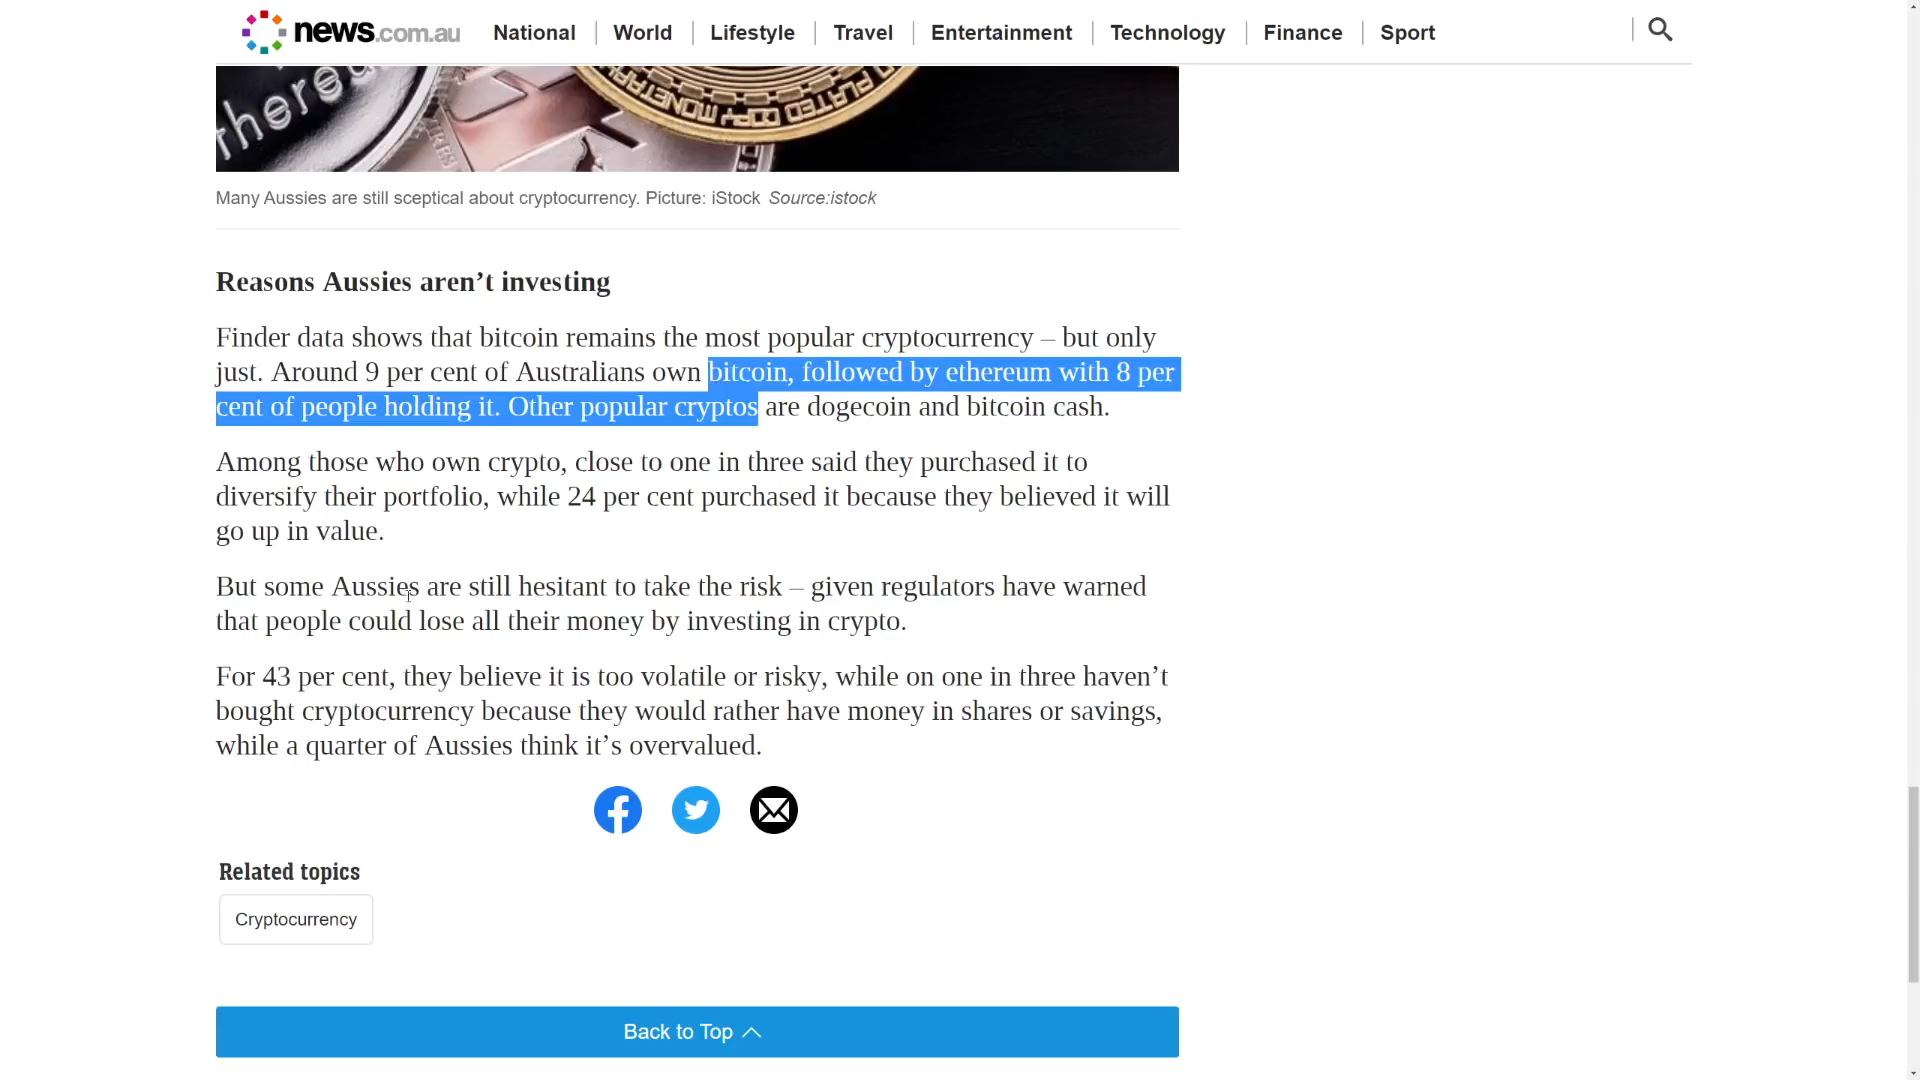 news.com.au National World Lifestyle Travel Entertainment Technology Finance Sport
there
PLATED COPY MONETA
Many Aussies are still sceptical about cryptocurrency. Picture: iStock Source:istock
Reasons Aussies aren’t investing
Finder data shows that bitcoin remains the most popular cryptocurrency – but only
just. Around 9 per cent of Australians own bitcoin, followed by ethereum with 8 per
cent of people holding it. Other popular cryptos are dogecoin and bitcoin cash.
Among those who own crypto, close to one in three said they purchased it to
diversify their portfolio, while 24 per cent purchased it because they believed it will
go up in value.
But some Aussies are still hesitant to take the risk – given regulators have warned
that people could lose all their money by investing in crypto.
For 43 per cent, they believe it is too volatile or risky, while on one in three haven’t
bought cryptocurrency because they would rather have money in shares or savings,
while a quarter of Aussies think it’s overvalued.
Related topics
Cryptocurrency
Back to Top